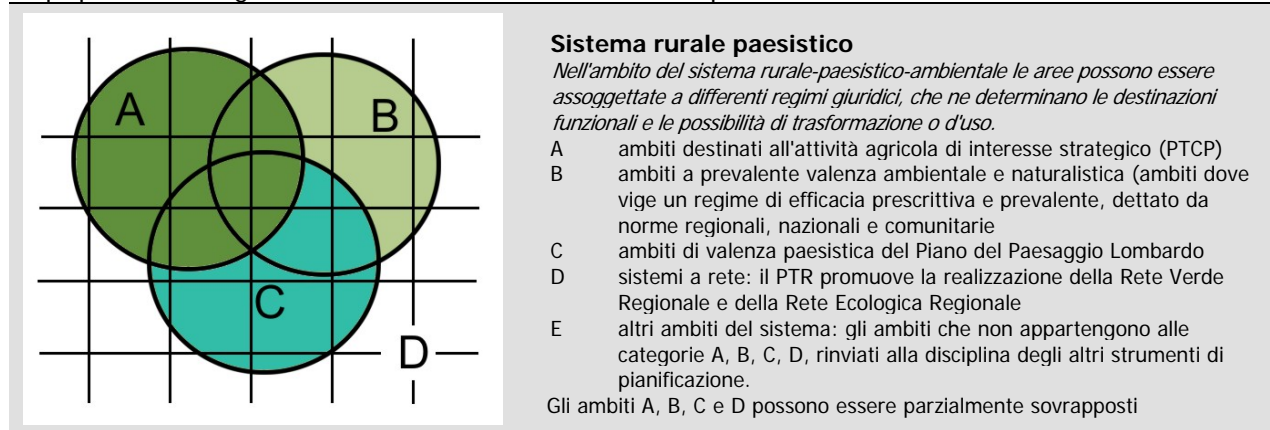 A
B
C
D
Sistema rurale paesistico
Nell'ambito del sistema rurale-paesistico-ambientale le aree possono essere
assoggettate a differenti regimi giuridici, che ne determinano le destinazioni
funzionali e le possibilità di trasformazione o d'uso.
A ambiti destinati all'attività agricola di interesse strategico (PTCP)
B ambiti a prevalente valenza ambientale e naturalistica (ambiti dove
vige un regime di efficacia prescrittiva e prevalente, dettato da
norme regionali, nazionali e comunitarie
C ambiti di valenza paesistica del Piano del Paesaggio Lombardo
D sistemi a rete: il PTR promuove la realizzazione della Rete Verde
Regionale e della Rete Ecologica Regionale
E altri ambiti del sistema: gli ambiti che non appartengono alle
categorie A, B, C, D, rinviati alla disciplina degli altri strumenti di
pianificazione.
Gli ambiti A, B, C e D possono essere parzialmente sovrapposti